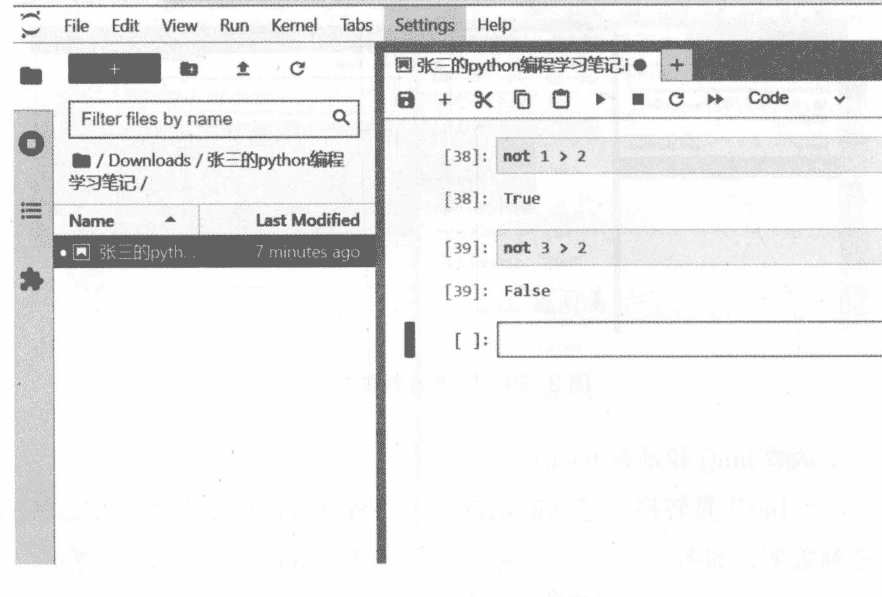 File Edit View Run Kernel Tabs Settings Help
+
张三的python编程学习笔记.i
+
Code
Filter files by name
/ Downloads / 张三的python编程
学习笔记 /
Name Last Modified
张三的pyth... 7 minutes ago
[38]: not 1 > 2
[38]: True
[39]: not 3 > 2
[39]: False
[ ]: